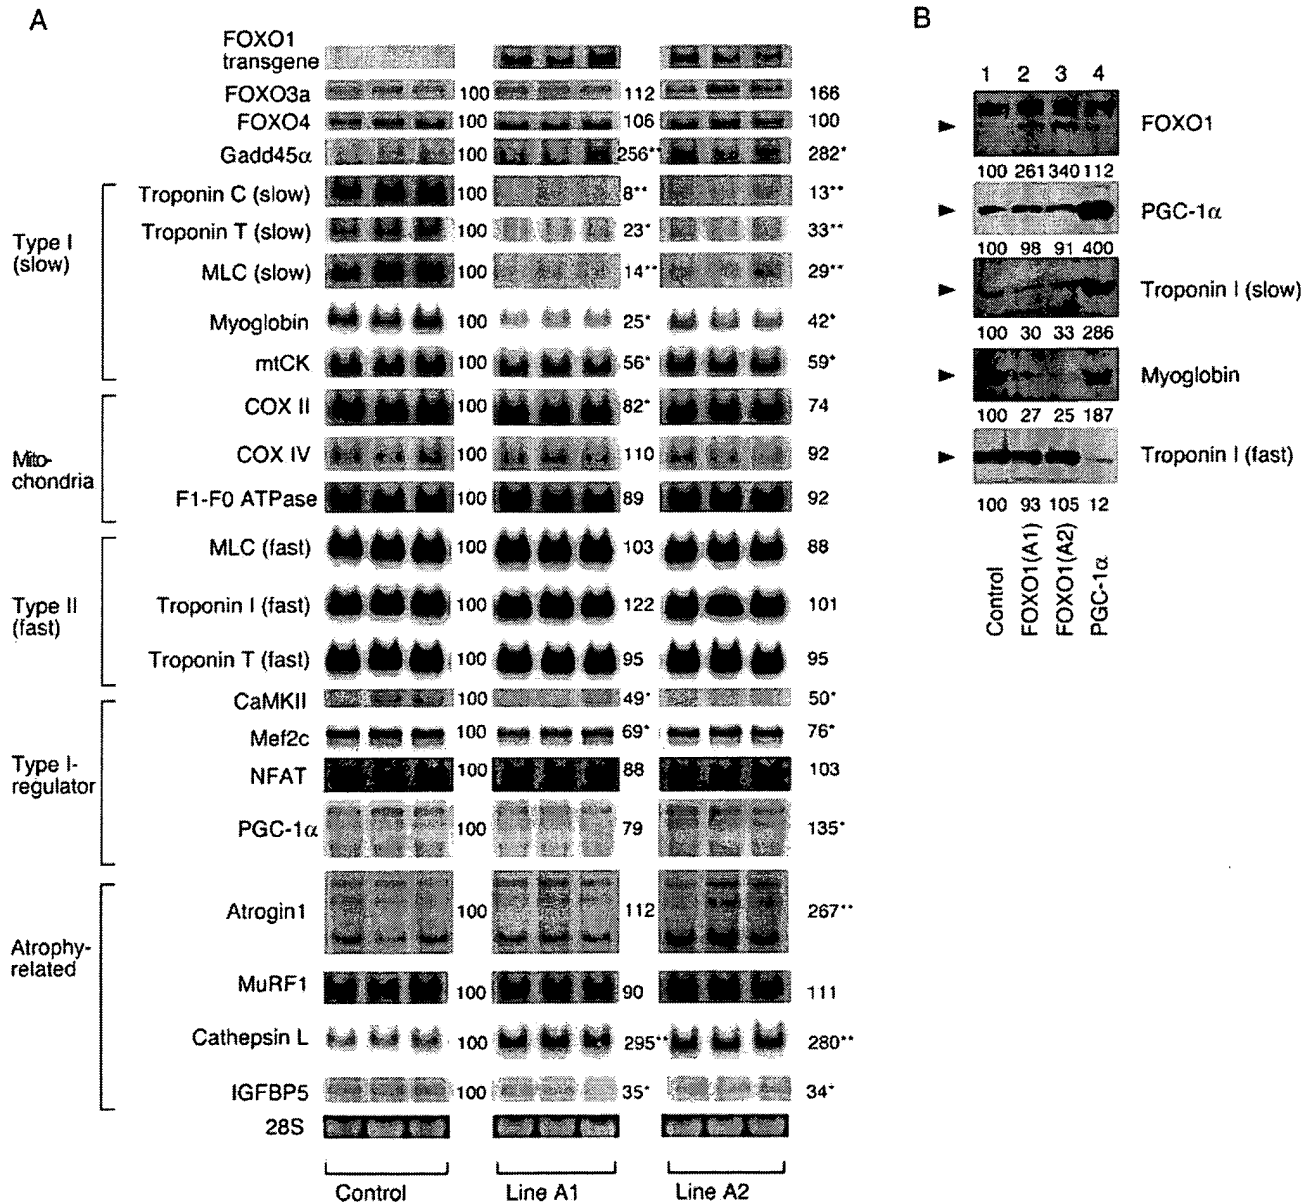 A
FOXO1 transgene
FOXO3a 100 112 166
FOXO4 100 106 100
Gadd45α 100 256** 282*
Type I (slow)
Troponin C (slow) 100 8** 13**
Troponin T (slow) 100 23* 33**
MLC (slow) 100 14** 29**
Myoglobin 100 25* 42*
mtCK 100 56* 59*
Mito-chondria
COX II 100 82* 74
COX IV 100 110 92
F1-F0 ATPase 100 89 92
Type II (fast)
MLC (fast) 100 103 88
Troponin I (fast) 100 122 101
Troponin T (fast) 100 95 95
Type I-regulator
CaMKII 100 49* 50*
Mef2c 100 69* 76*
NFAT 100 88 103
PGC-1α 100 79 135*
Atrophy-related
Atrogin1 100 112 267**
MuRF1 100 90 111
Cathepsin L 100 295** 280**
IGFBP5 100 35* 34*
28S
Control Line A1 Line A2
B
1 2 3 4
FOXO1
100 261 340 112
PGC-1α
100 98 91 400
Troponin I (slow)
100 30 33 286
Myoglobin
100 27 25 187
Troponin I (fast)
100 93 105 12
Control
FOXO1(A1)
FOXO1(A2)
PGC-1α